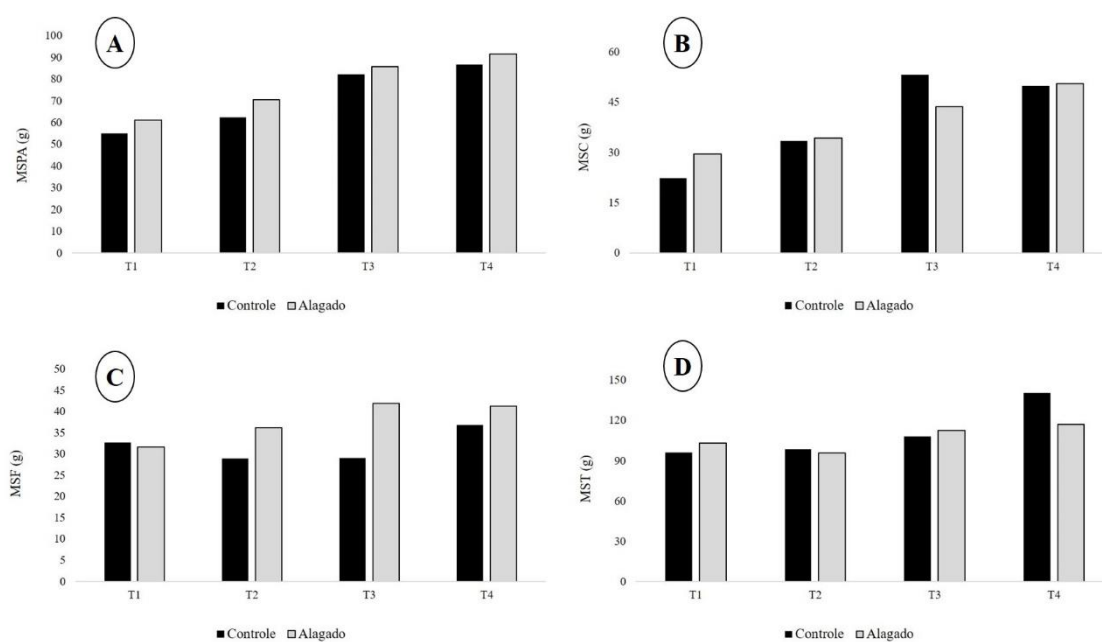 A
MSPA (g)
100
90
80
70
60
50
40
30
20
10
0
T1 T2 T3 T4
Controle Alagado
B
MSC (g)
60
45
30
15
0
T1 T2 T3 T4
Controle Alagado
C
MSF (g)
50
45
40
35
30
25
20
15
10
5
0
T1 T2 T3 T4
Controle Alagado
D
MST (g)
150
120
90
60
30
0
T1 T2 T3 T4
Controle Alagado